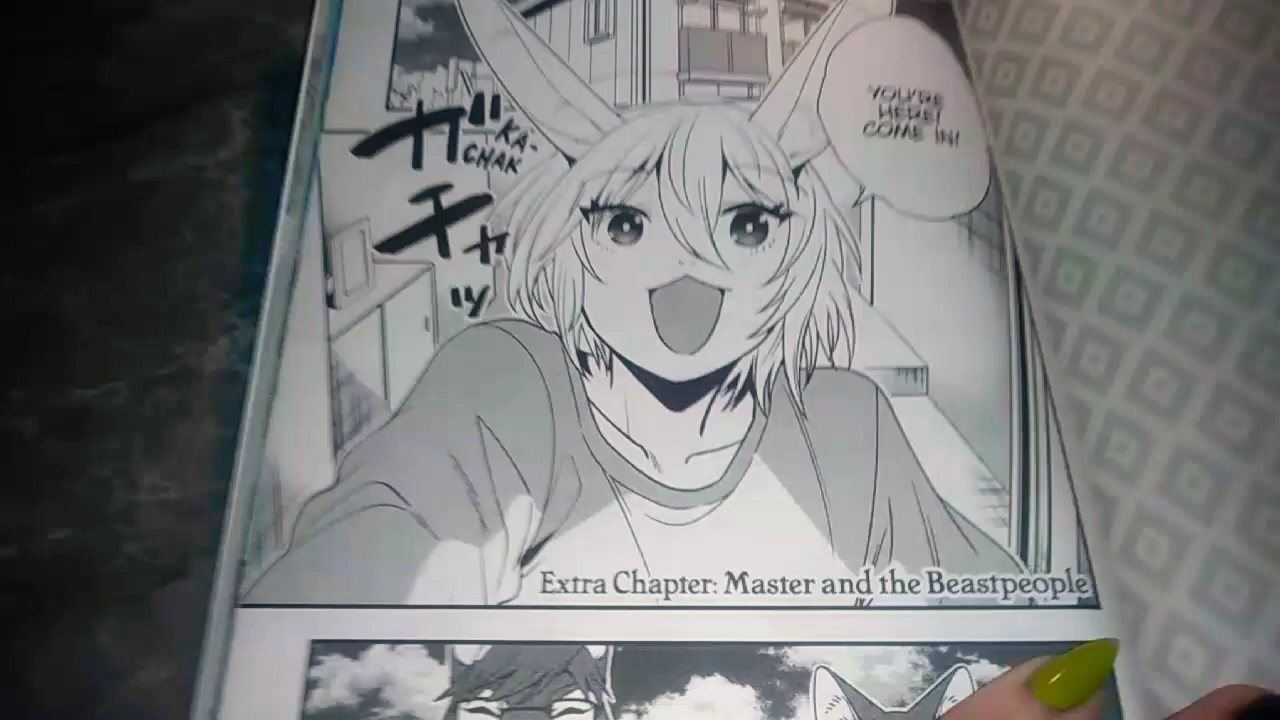 YOU'RE
HERE!
COME IN!
ガチャッ
KA-
CHAK
Extra Chapter: Master and the Beastpeople